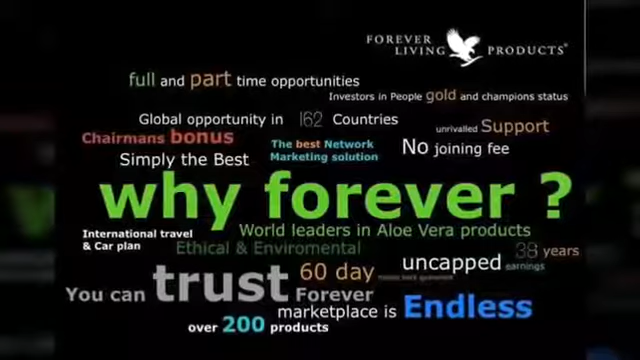 FOREVER
LIVING PRODUCTS
full and part time opportunities
Investors in People gold and champions status
Global opportunity in 162 Countries
unrivalled Support
Chairmans bonus
The best Network
Marketing solution
No joining fee
Simply the Best
why forever ?
International travel
& Car plan
World leaders in Aloe Vera products
Ethical & Enviromental
38 years
uncapped
earnings
60 day
money back guarantee
You can trust Forever
marketplace is Endless
over 200 products